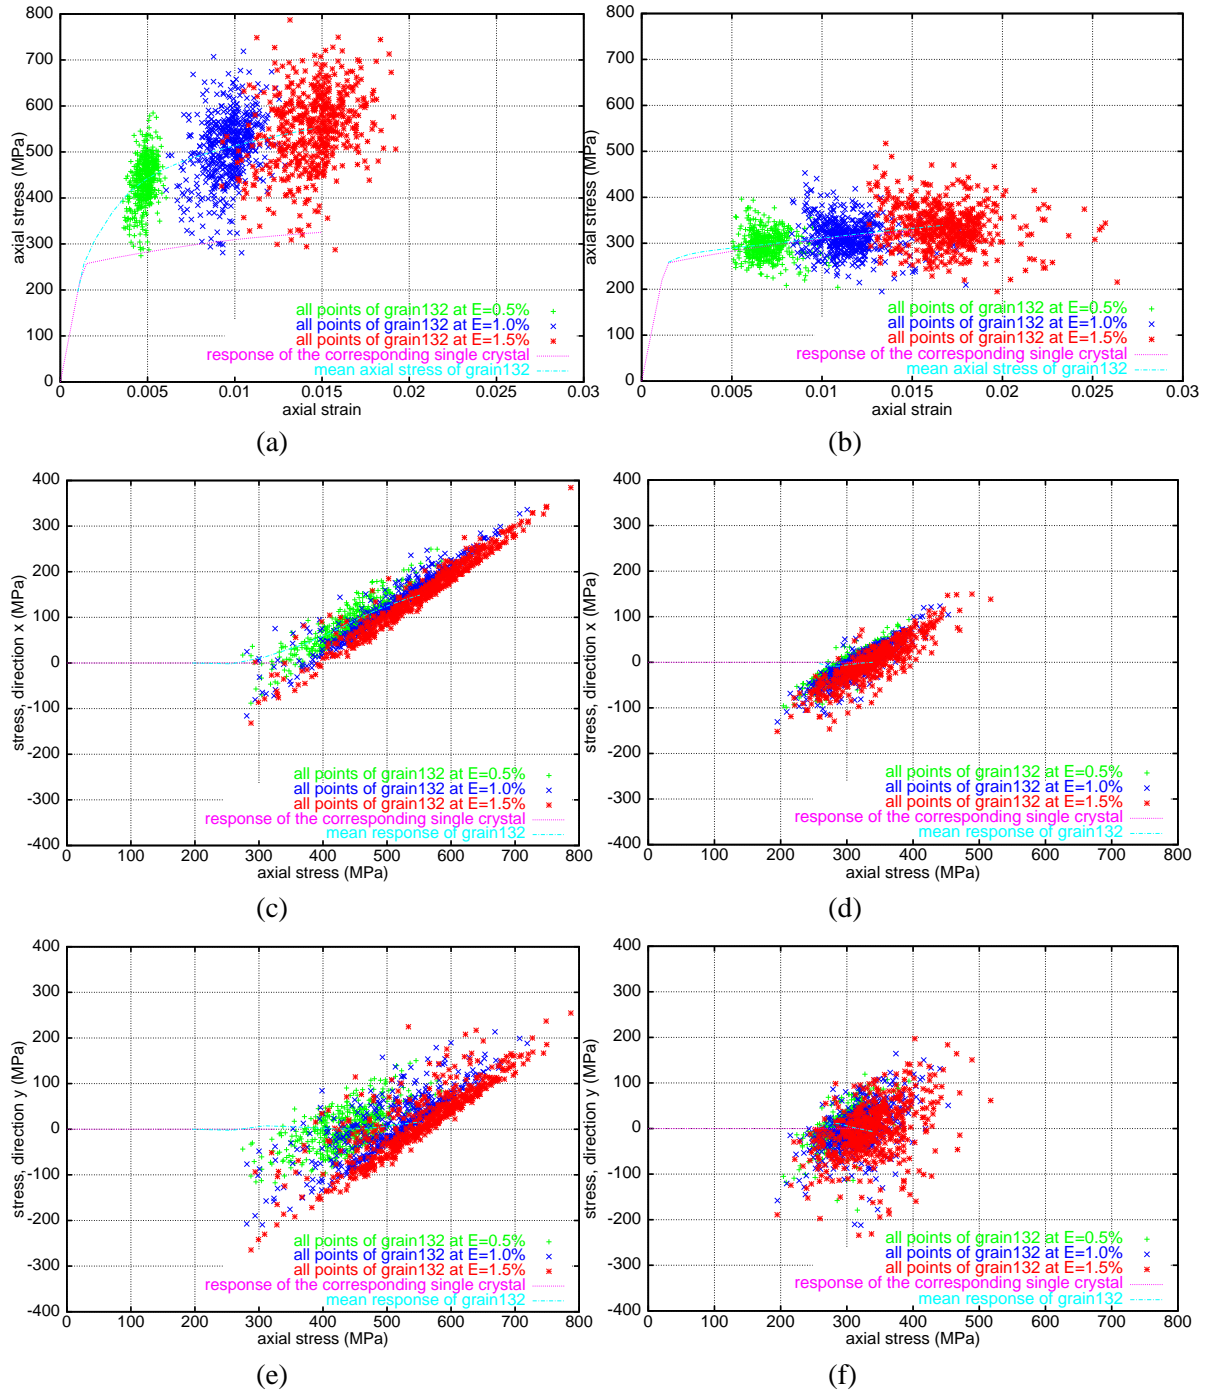 800
700
600
500
400
300
200
100
0
axial stress (MPa)
all points of grain132 at E=0.5%
all points of grain132 at E=1.0%
all points of grain132 at E=1.5%
response of the corresponding single crystal
mean axial stress of grain132
0 0.005 0.01 0.015 0.02 0.025 0.03
axial strain
(a)
800
700
600
500
400
300
200
100
0
axial stress (MPa)
all points of grain132 at E=0.5%
all points of grain132 at E=1.0%
all points of grain132 at E=1.5%
response of the corresponding single crystal
mean axial stress of grain132
0 0.005 0.01 0.015 0.02 0.025 0.03
axial strain
(b)
400
300
200
100
0
-100
-200
-300
-400
stress, direction x (MPa)
all points of grain132 at E=0.5%
all points of grain132 at E=1.0%
all points of grain132 at E=1.5%
response of the corresponding single crystal
mean response of grain132
0 100 200 300 400 500 600 700 800
axial stress (MPa)
(c)
400
300
200
100
0
-100
-200
-300
-400
stress, direction x (MPa)
all points of grain132 at E=0.5%
all points of grain132 at E=1.0%
all points of grain132 at E=1.5%
response of the corresponding single crystal
mean response of grain132
0 100 200 300 400 500 600 700 800
axial stress (MPa)
(d)
400
300
200
100
0
-100
-200
-300
-400
stress, direction y (MPa)
all points of grain132 at E=0.5%
all points of grain132 at E=1.0%
all points of grain132 at E=1.5%
response of the corresponding single crystal
mean response of grain132
0 100 200 300 400 500 600 700 800
axial stress (MPa)
(e)
400
300
200
100
0
-100
-200
-300
-400
stress, direction y (MPa)
all points of grain132 at E=0.5%
all points of grain132 at E=1.0%
all points of grain132 at E=1.5%
response of the corresponding single crystal
mean response of grain132
0 100 200 300 400 500 600 700 800
axial stress (MPa)
(f)